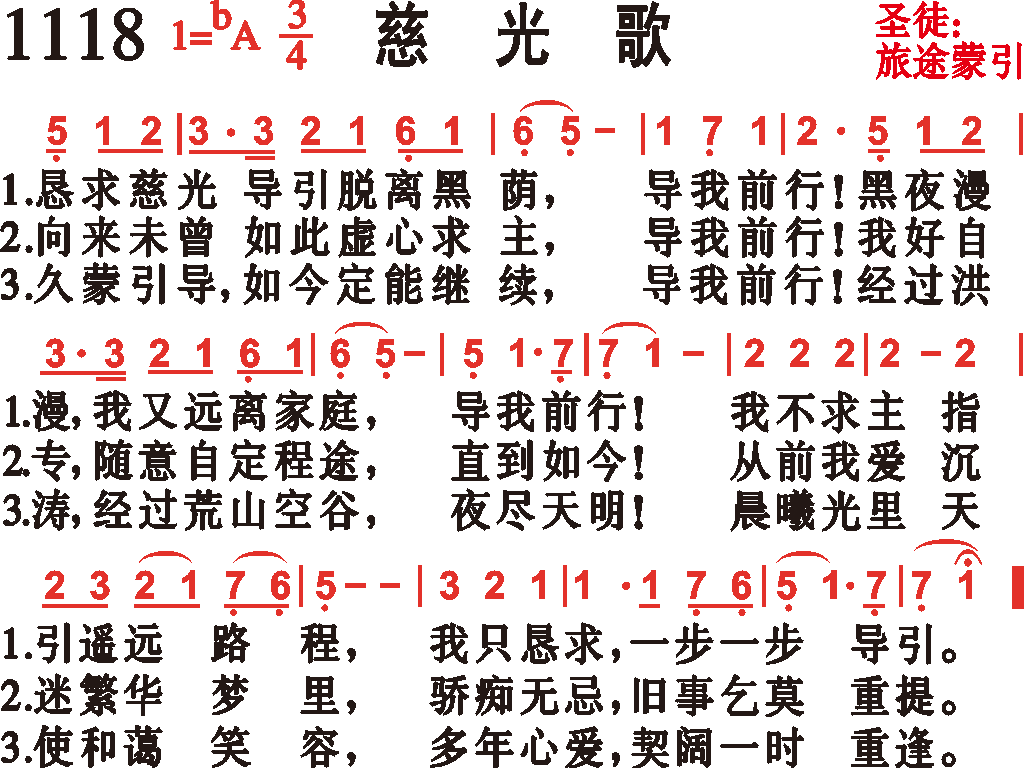 1118 1=bA 3/4 慈光歌 圣徒：
旅途蒙引
5 1 2 | 3 · 3 2 1 6 1 | 6 5 – | 1 7 1 | 2 · 5 1 2 |
1.恳求慈光 导引脱离黑 荫， 导我前行！黑夜漫
2.向来未曾 如此虚心求 主， 导我前行！我好自
3.久蒙引导，如今定能继 续， 导我前行！经过洪
3 · 3 2 1 6 1 | 6 5 – | 5 1 · 7 | 7 1 – | 2 2 2 | 2 – 2 |
1.漫，我又远离家庭， 导我前行！ 我不求主 指
2.专，随意自定程途， 直到如今！ 从前我爱 沉
3.涛，经过荒山空谷， 夜尽天明！ 晨曦光里 天
2 3 2 1 7 6 | 5 – – | 3 2 1 | 1 · 1 7 6 | 5 1 · 7 | 7 1
1.引遥远 路 程， 我只恳求，一步一步 导引。
2.迷繁华 梦 里， 骄痴无忌，旧事乞莫 重提。
3.使和蔼 笑 容， 多年心爱，契阔一时 重逢。